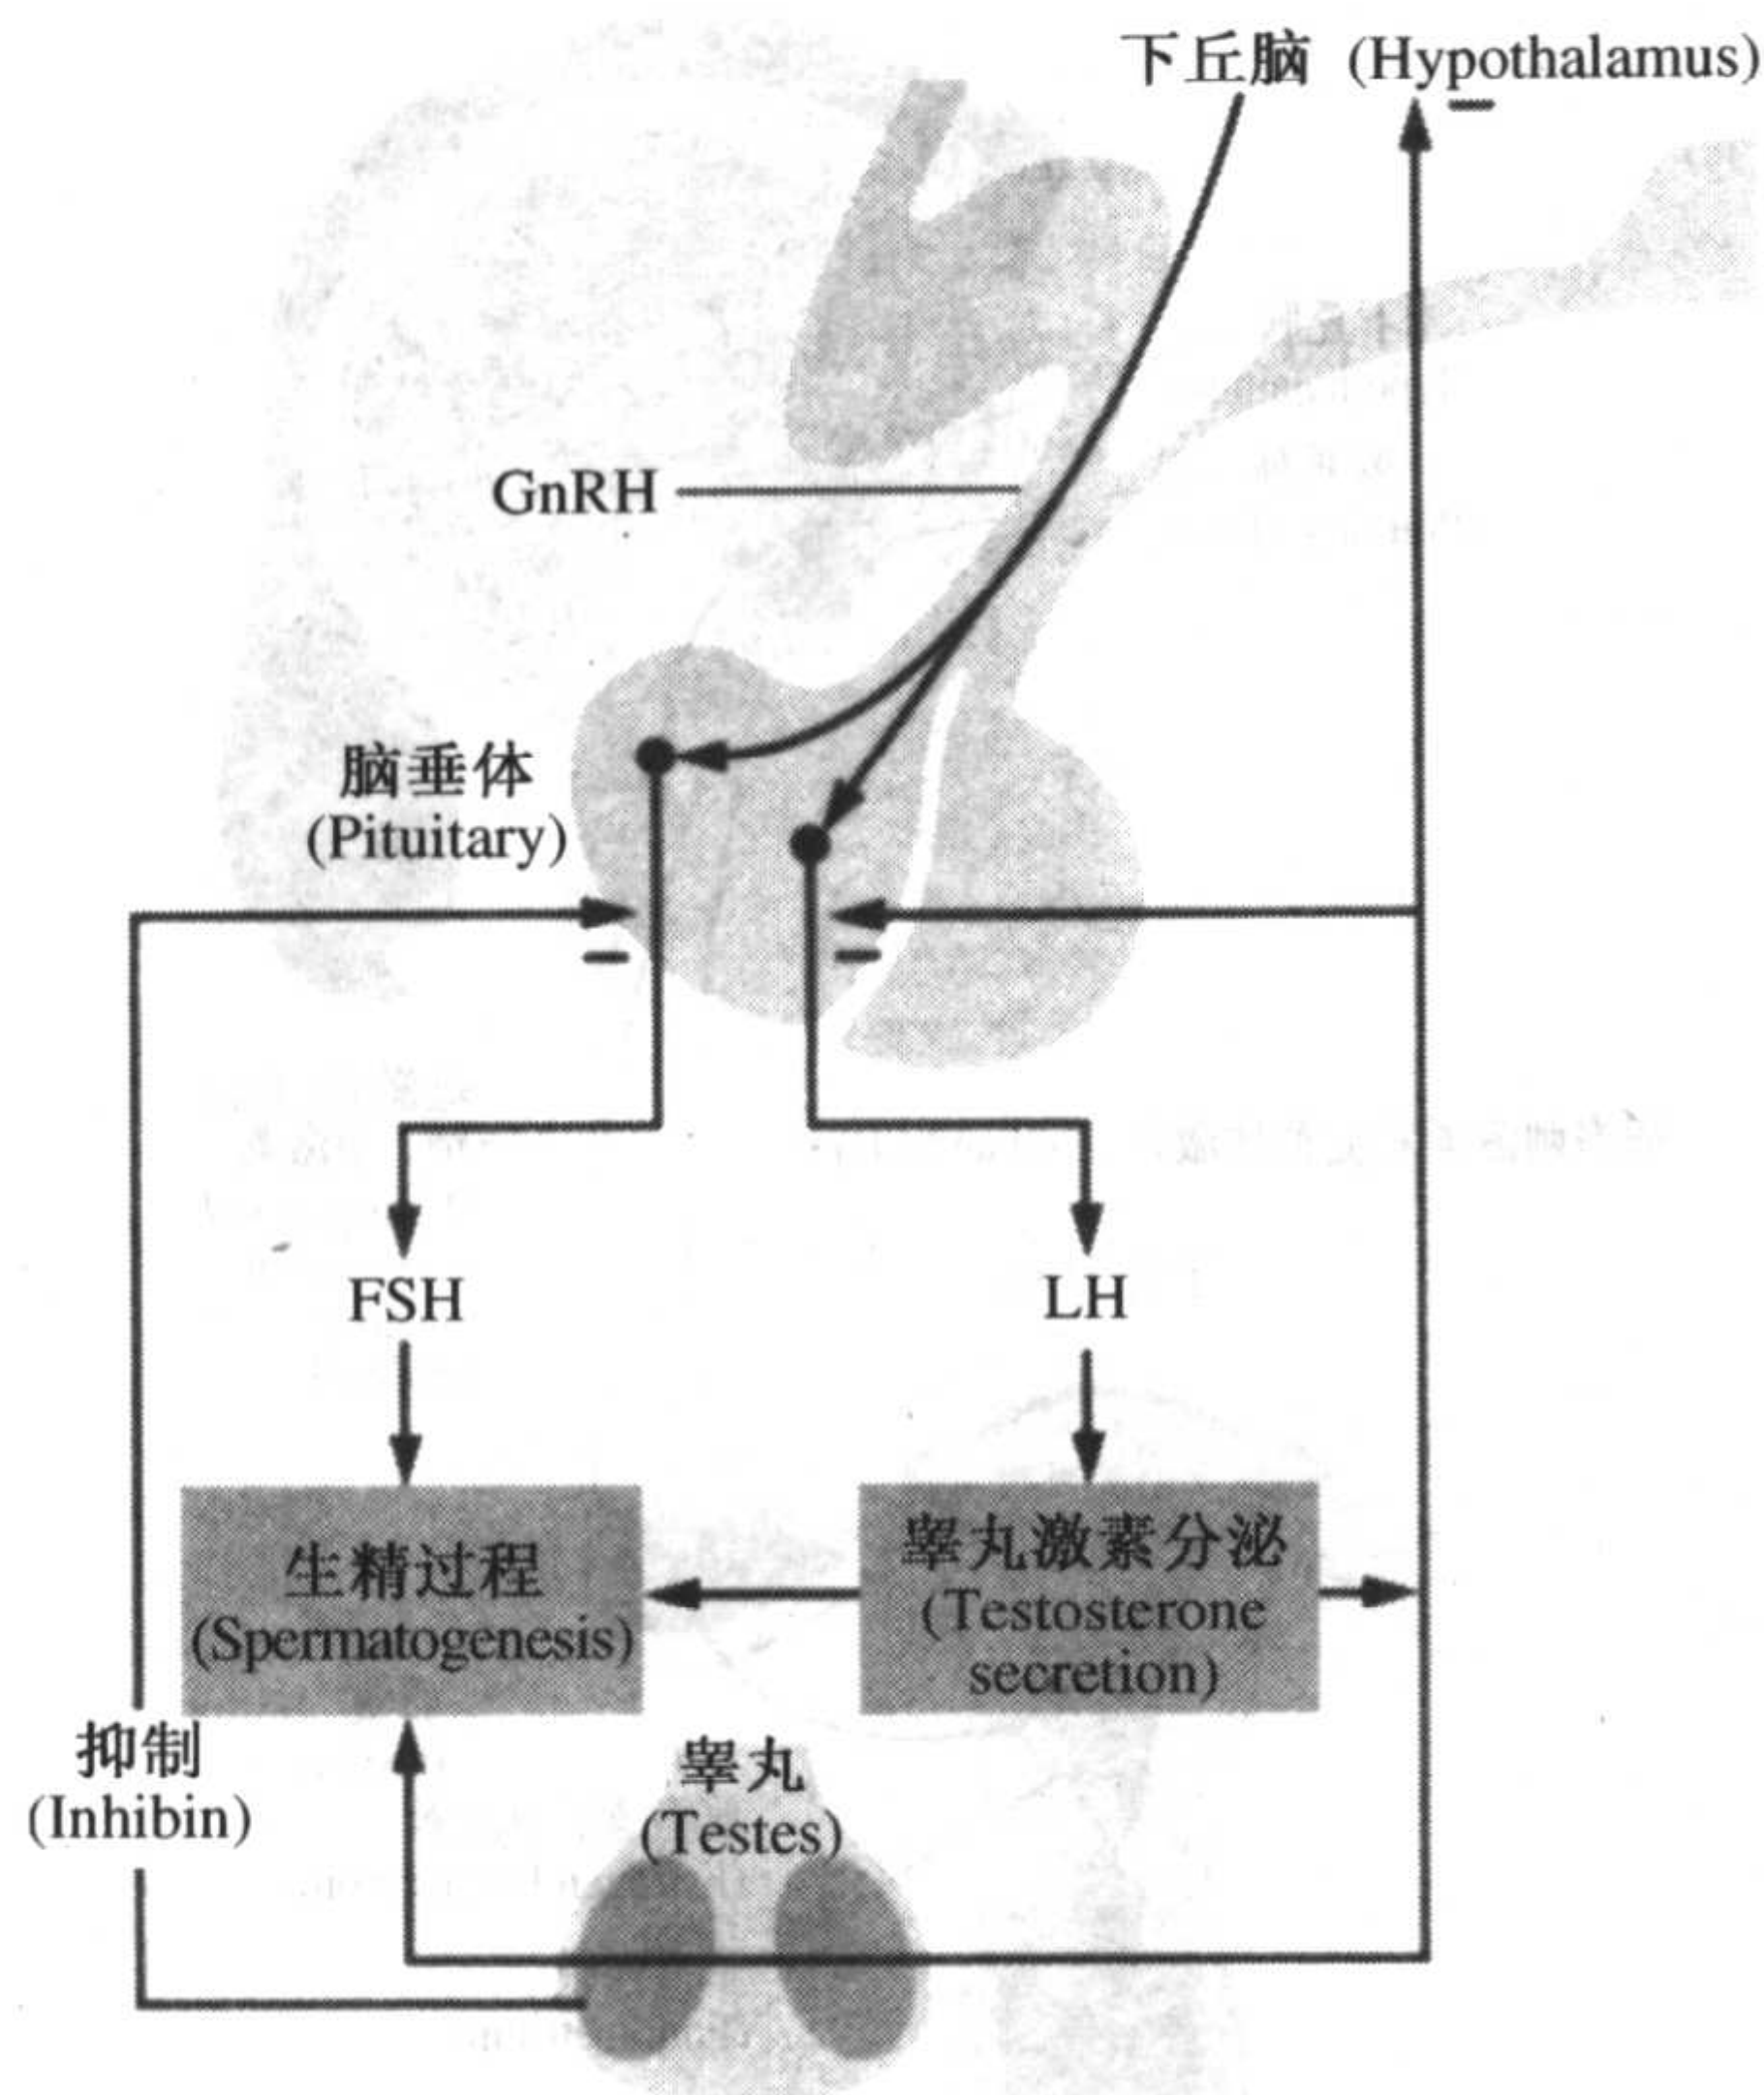 下丘脑 (Hypothalamus)
GnRH
脑垂体
(Pituitary)
FSH
LH
生精过程
(Spermatogenesis)
睾丸激素分泌
(Testosterone
secretion)
抑制
(Inhibin)
睾丸
(Testes)